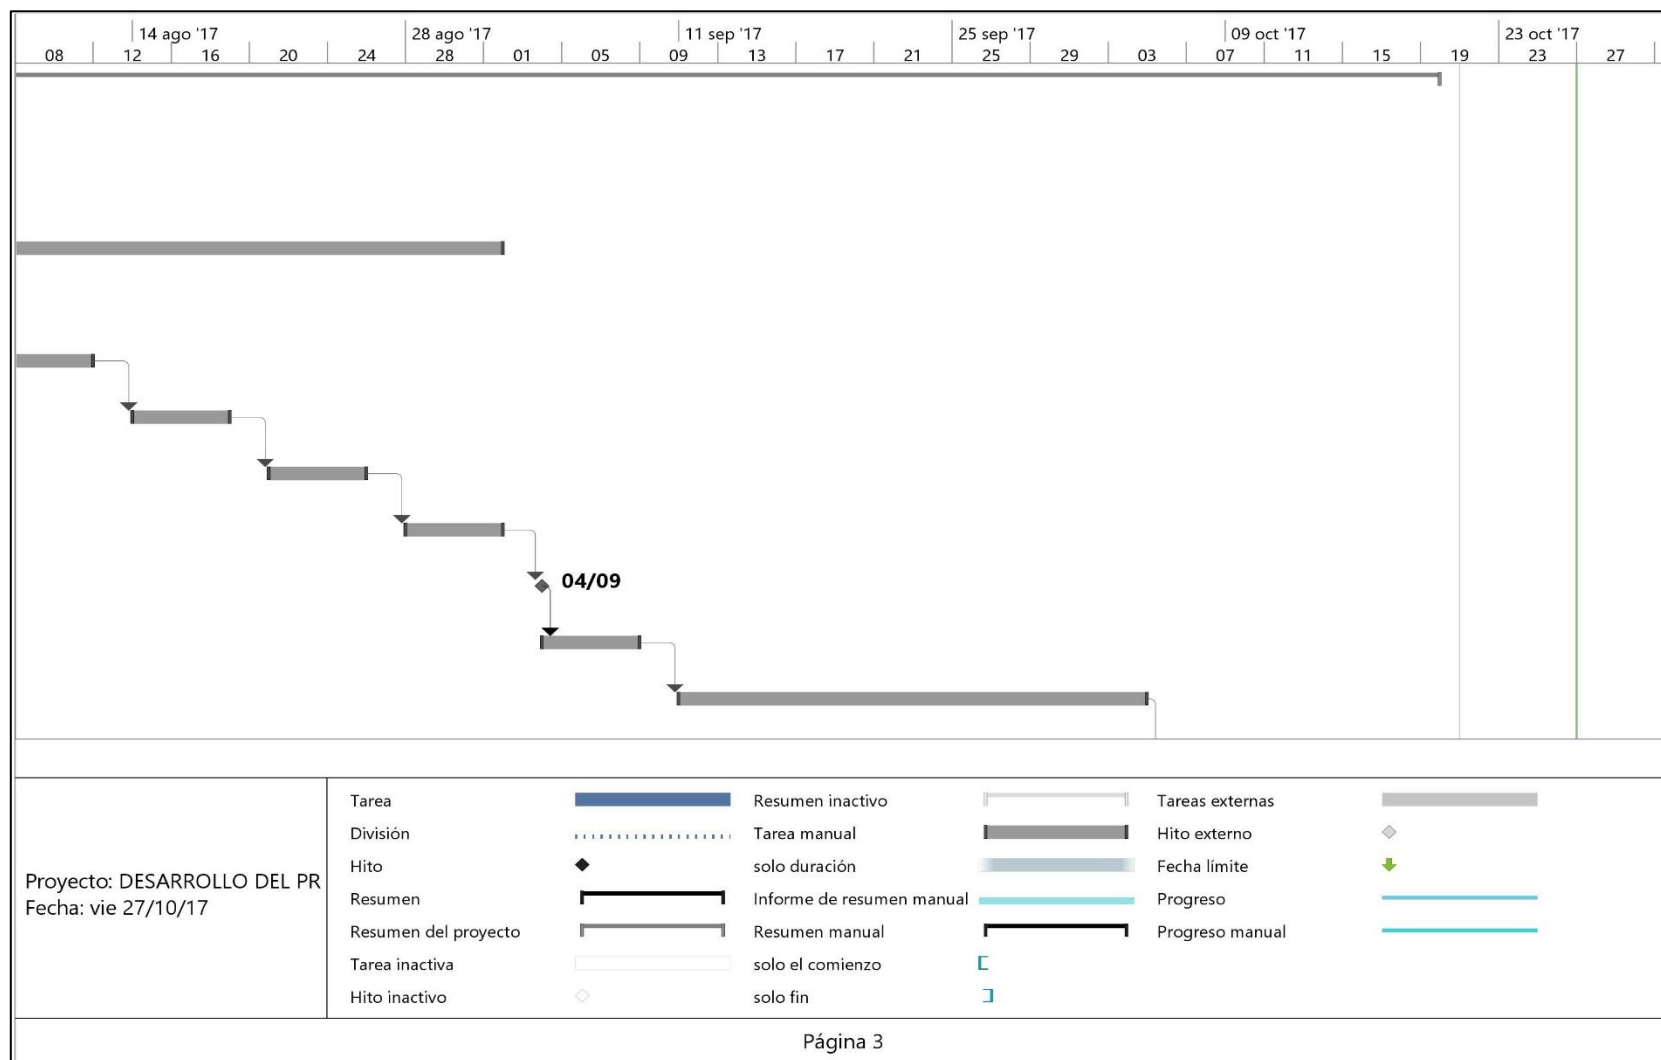 14 ago '17 28 ago '17 11 sep '17 25 sep '17 09 oct '17 23 oct '17
08 12 16 20 24 28 01 05 09 13 17 21 25 29 03 07 11 15 19 23 27
04/09
Proyecto: DESARROLLO DEL PR
Fecha: vie 27/10/17
Tarea
División
Hito
Resumen
Resumen del proyecto
Tarea inactiva
Hito inactivo
Resumen inactivo
Tarea manual
solo duración
Informe de resumen manual
Resumen manual
solo el comienzo
solo fin
Tareas externas
Hito externo
Fecha límite
Progreso
Progreso manual
Página 3